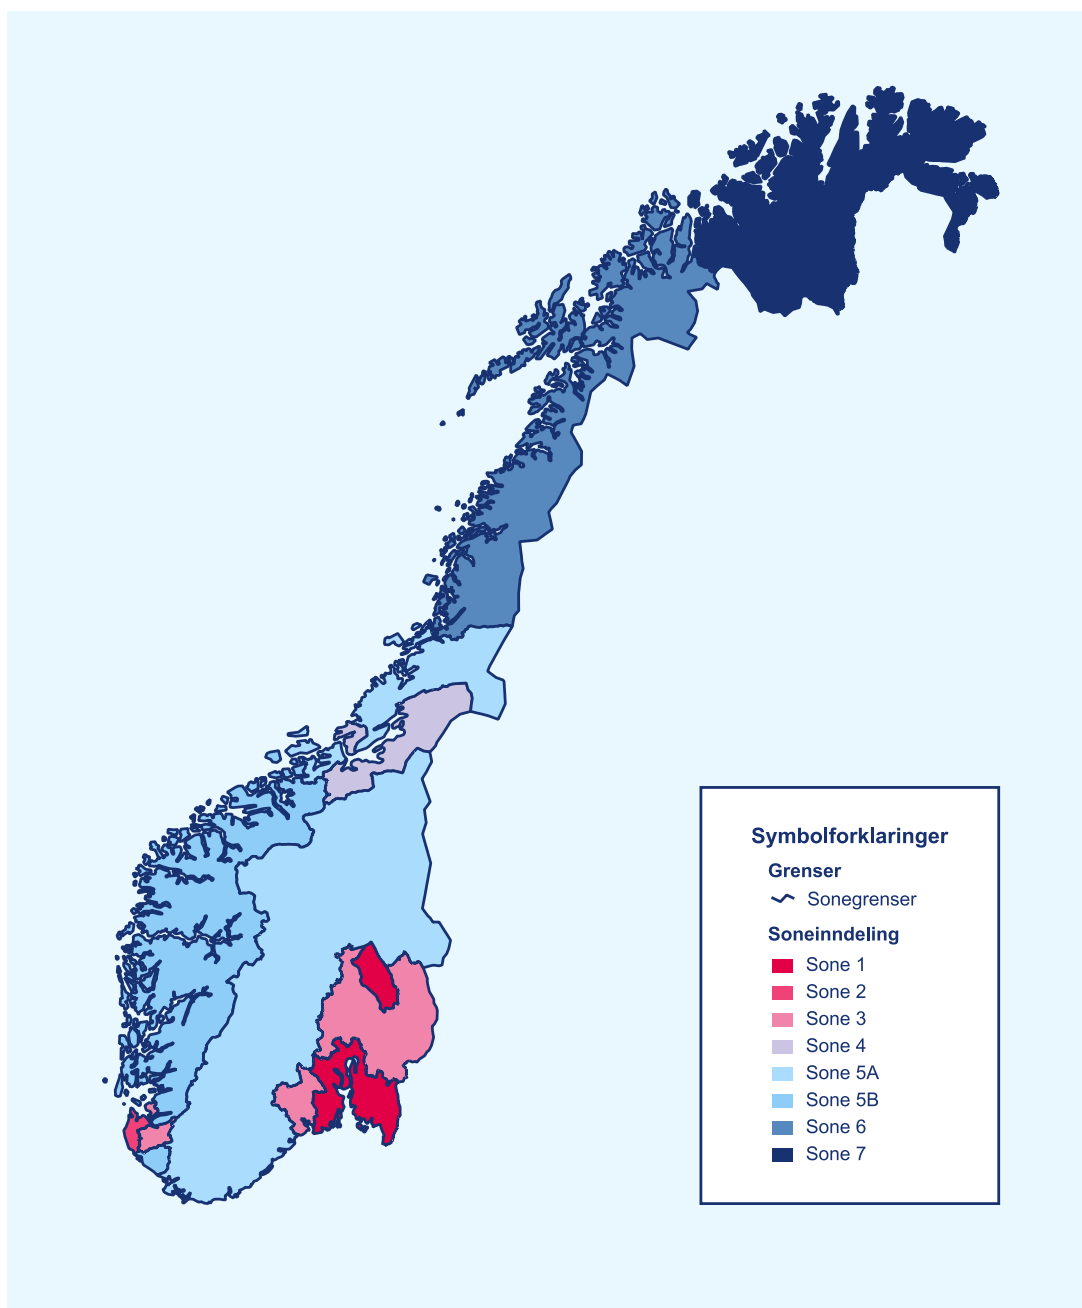 Symbolforklaringer
Grenser
Sonegrenser
Soneinndeling
Sone 1
Sone 2
Sone 3
Sone 4
Sone 5A
Sone 5B
Sone 6
Sone 7